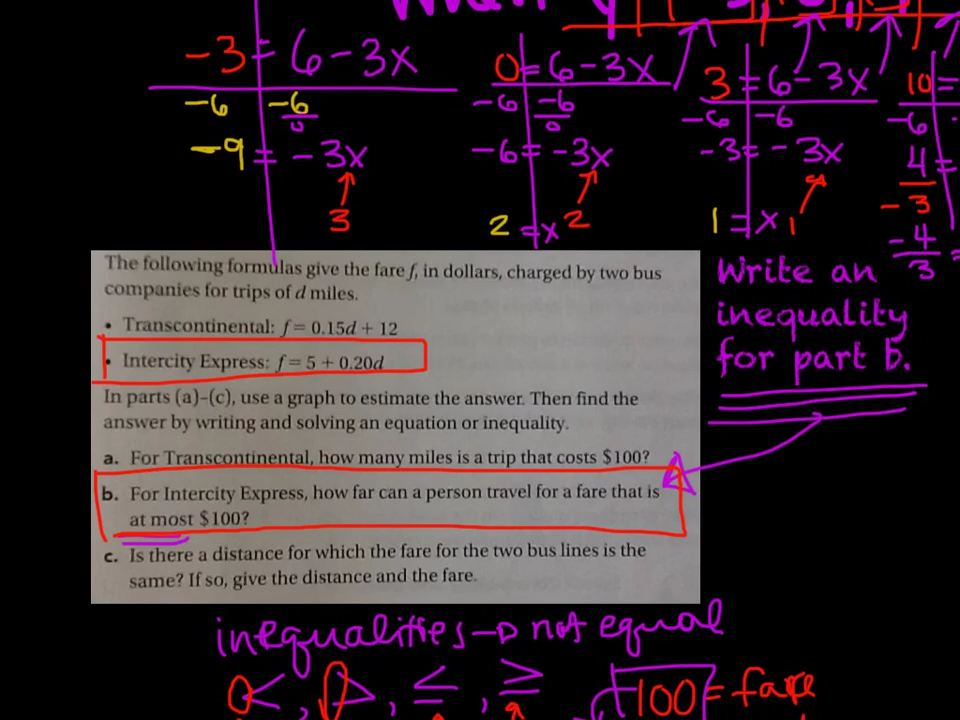 -3 = 6 - 3x
-6 | -6
0
-9 = -3x
3
0 = 6 - 3x
-6 | -6
0
-6 = -3x
2 = x 2
3 = 6 - 3x
-6 | -6
-3 = -3x
1 = x 1
10 =
-6
4
-3
-4
3
The following formulas give the fare f, in dollars, charged by two bus
companies for trips of d miles.
• Transcontinental: f = 0.15d + 12
• Intercity Express: f = 5 + 0.20d
In parts (a)–(c), use a graph to estimate the answer. Then find the
answer by writing and solving an equation or inequality.
a. For Transcontinental, how many miles is a trip that costs $100?
b. For Intercity Express, how far can a person travel for a fare that is
at most $100?
c. Is there a distance for which the fare for the two bus lines is the
same? If so, give the distance and the fare.
Write an
inequality
for part b.
inequalities → not equal
<, >, ≤, ≥
100 = fare